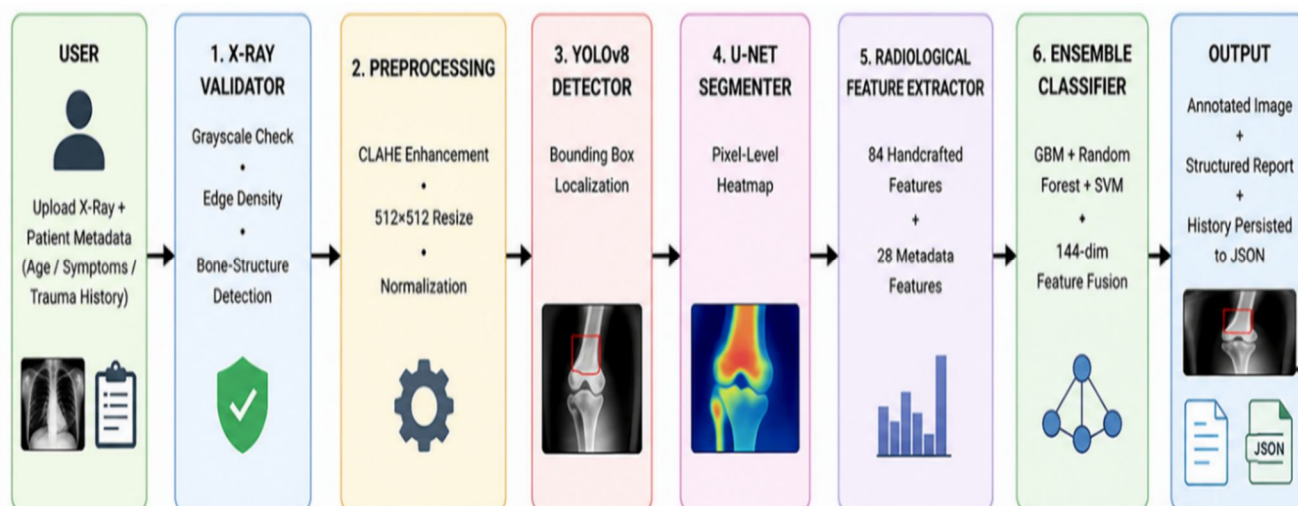 USER
Upload X-Ray +
Patient Metadata
(Age / Symptoms /
Trauma History)
1. X-RAY
VALIDATOR
Grayscale Check
•
Edge Density
•
Bone-Structure
Detection
2. PREPROCESSING
CLAHE Enhancement
•
512×512 Resize
•
Normalization
3. YOLOv8
DETECTOR
Bounding Box
Localization
4. U-NET
SEGMENTER
Pixel-Level
Heatmap
5. RADIOLOGICAL
FEATURE EXTRACTOR
84 Handcrafted
Features
+
28 Metadata
Features
6. ENSEMBLE
CLASSIFIER
GBM + Random
Forest + SVM
•
144-dim
Feature Fusion
OUTPUT
Annotated Image
+
Structured Report
+
History Persisted
to JSON
JSON